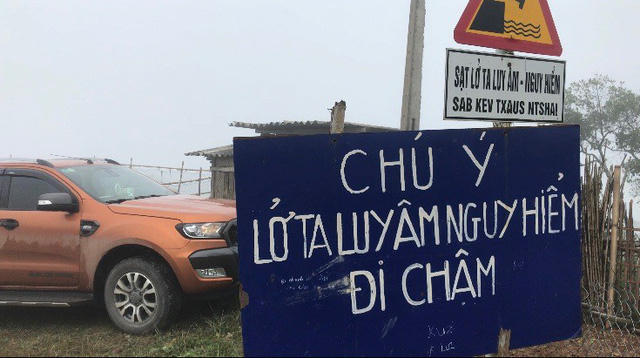 SẠT LỞ TA LUY ÂM - NGUY HIỂM
SAB KEV TXAUS NTSHAI
CHÚ Ý
LỞ TA LUY ÂM NGUY HIỂM
ĐI CHẬM